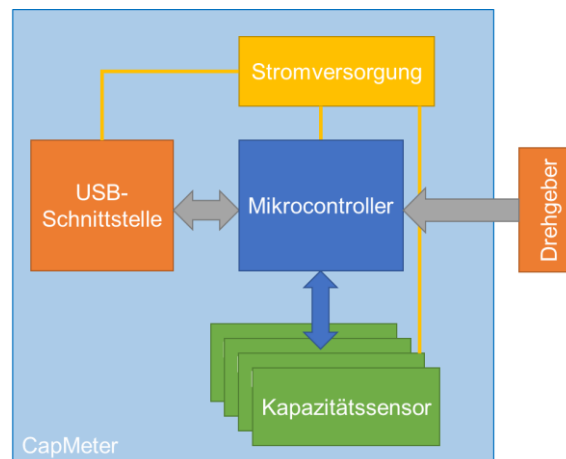 Stromversorgung
USB-
Schnittstelle
Mikrocontroller
Drehgeber
Kapazitätssensor
CapMeter